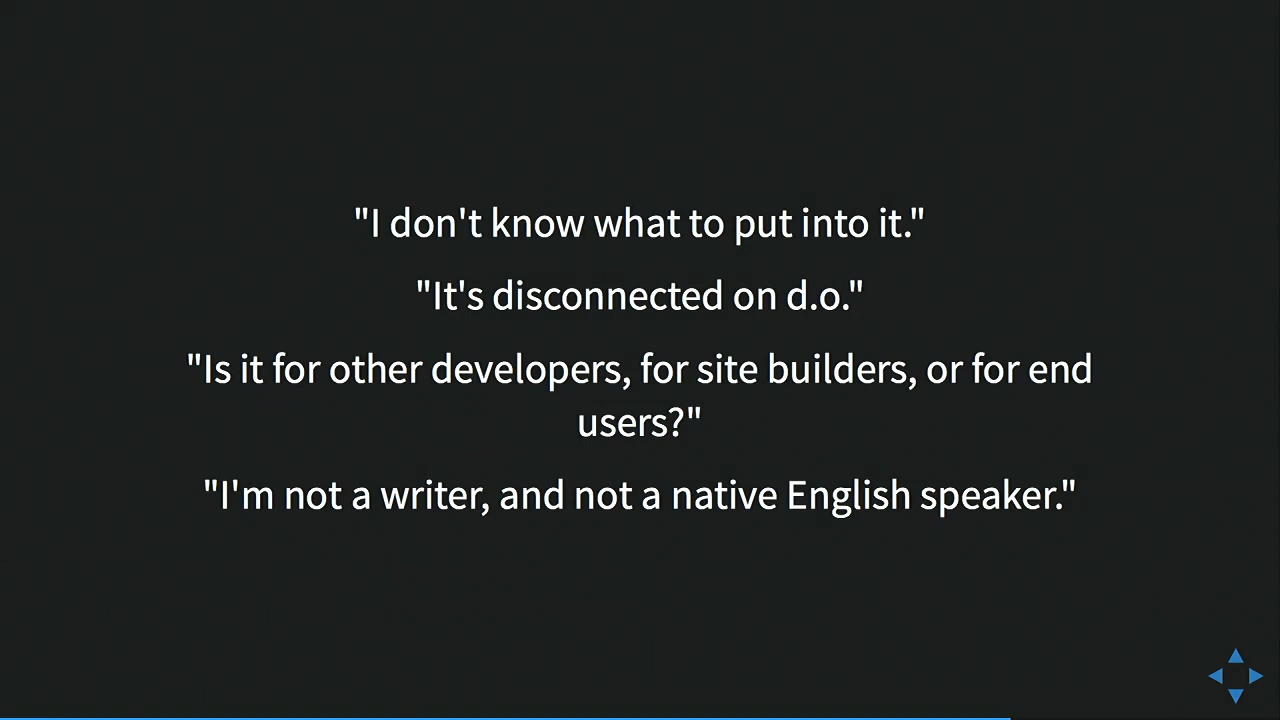 "I don't know what to put into it."
"It's disconnected on d.o."
"Is it for other developers, for site builders, or for end
users?"
"I'm not a writer, and not a native English speaker."